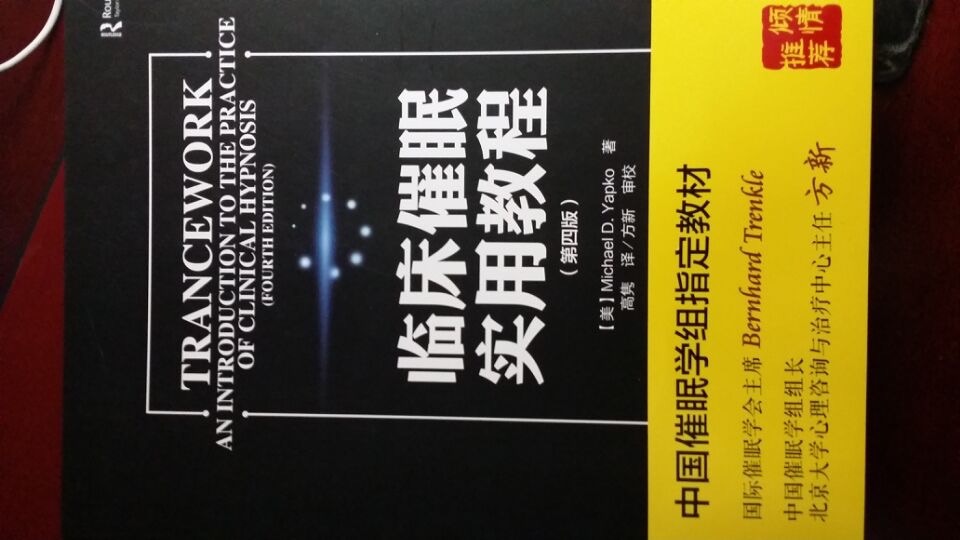 TRANCEWORK
AN INTRODUCTION TO THE PRACTICE
OF CLINICAL HYPNOSIS
(FOURTH EDITION)
临床催眠
实用教程
（第四版）
【美】Michael D. Yapko 著
高隽 译/方新 审校
中国催眠学组指定教材
国际催眠学会主席 Bernhard Trenkle
中国催眠学组组长
北京大学心理咨询与治疗中心主任 方新
倾情
推荐